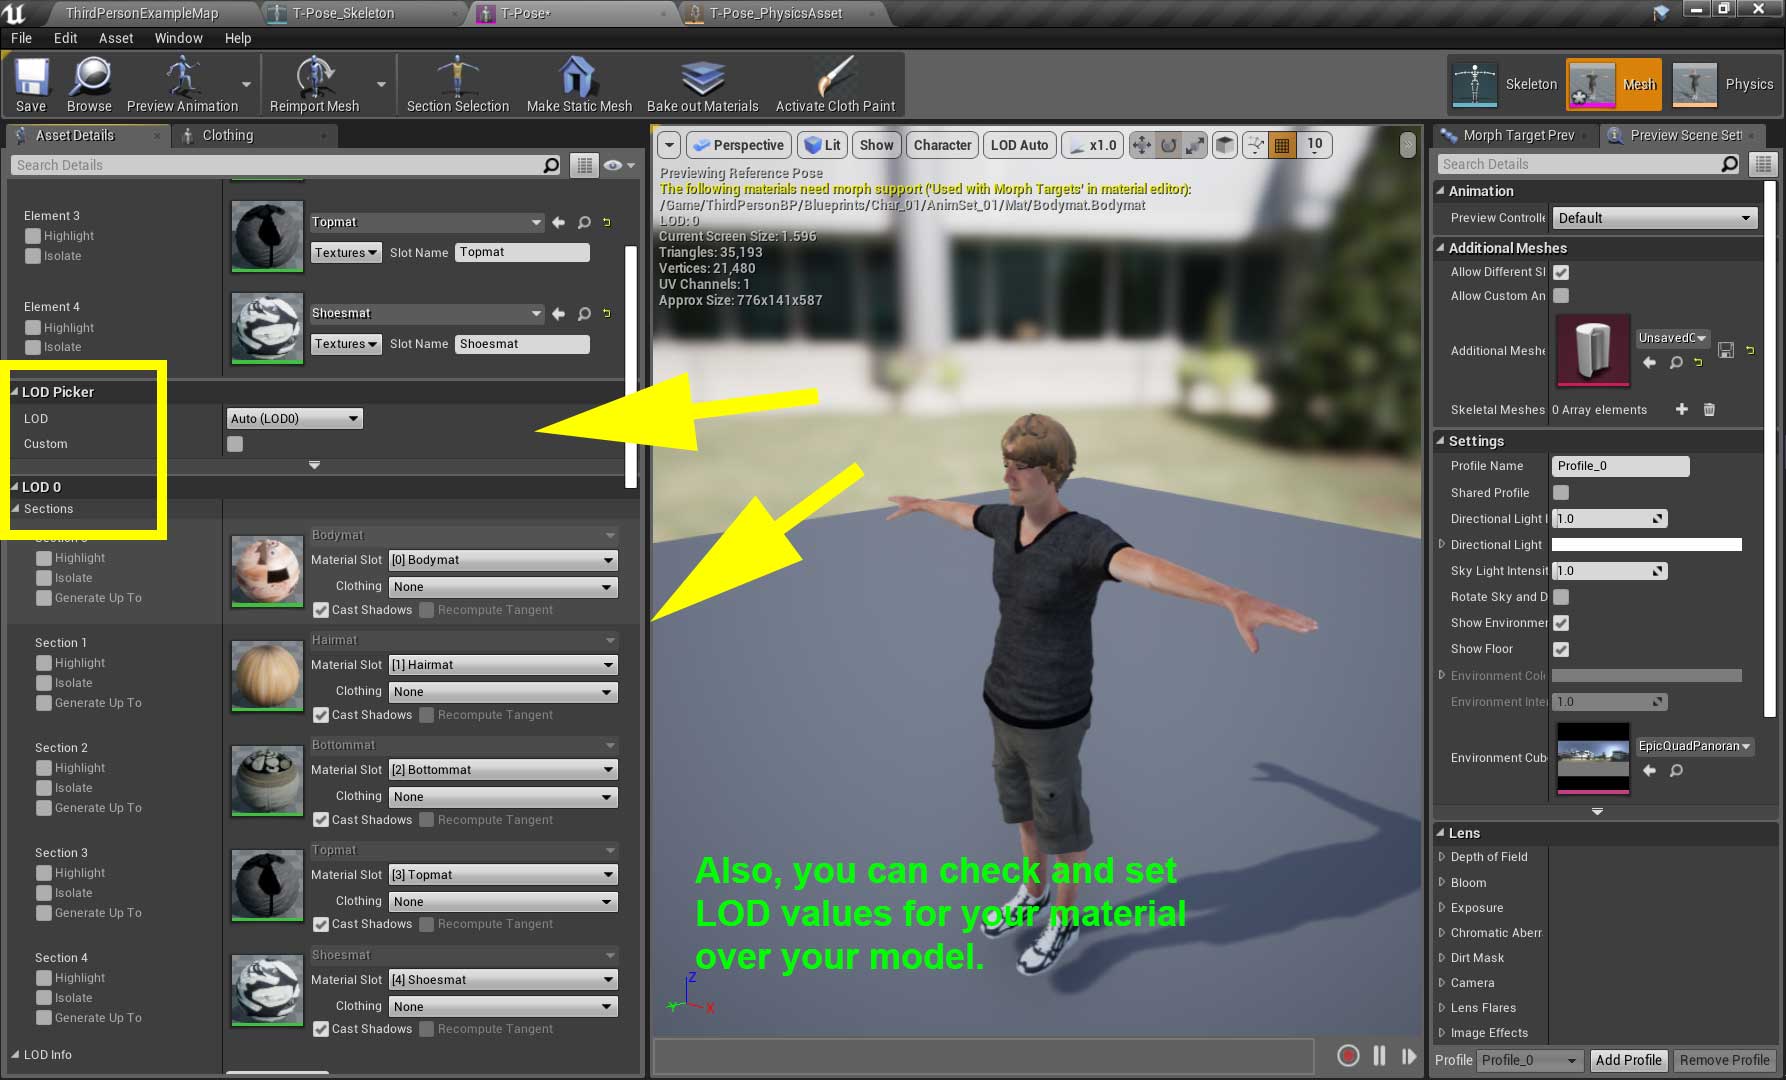 ThirdPersonExampleMap
T-Pose_Skeleton
T-Pose*
T-Pose_PhysicsAsset
File Edit Asset Window Help
Save
Browse
Preview Animation
Reimport Mesh
Section Selection
Make Static Mesh
Bake out Materials
Activate Cloth Paint
Skeleton
Mesh
Physics
Asset Details
Clothing
Search Details
Element 3
Highlight
Isolate
Topmat
Textures Slot Name Topmat
Element 4
Highlight
Isolate
Shoesmat
Textures Slot Name Shoesmat
LOD Picker
LOD Auto (LOD0)
Custom
LOD 0
Sections
Highlight
Isolate
Generate Up To
Bodymat
Material Slot [0] Bodymat
Clothing None
Cast Shadows Recompute Tangent
Section 1
Highlight
Isolate
Generate Up To
Hairmat
Material Slot [1] Hairmat
Clothing None
Cast Shadows Recompute Tangent
Section 2
Highlight
Isolate
Generate Up To
Bottommat
Material Slot [2] Bottommat
Clothing None
Cast Shadows Recompute Tangent
Section 3
Highlight
Isolate
Generate Up To
Topmat
Material Slot [3] Topmat
Clothing None
Cast Shadows Recompute Tangent
Section 4
Highlight
Isolate
Generate Up To
Shoesmat
Material Slot [4] Shoesmat
Clothing None
Cast Shadows Recompute Tangent
LOD Info
Perspective Lit Show Character LOD Auto x1.0 10
Previewing Reference Pose
The following materials need morph support ('Used with Morph Targets' in material editor):
/Game/ThirdPersonBP/Blueprints/Char_01/AnimSet_01/Mat/Bodymat.Bodymat
LOD: 0
Current Screen Size: 1.596
Triangles: 35,193
Vertices: 21,480
UV Channels: 1
Approx Size: 776x141x587
Also, you can check and set
LOD values for your material
over your model.
Z
Y
X
Morph Target Prev
Preview Scene Set
Search Details
Animation
Preview Controlle Default
Additional Meshes
Allow Different Sl
Allow Custom An
Additional Meshe UnsavedC
Skeletal Meshes 0 Array elements
Settings
Profile Name Profile_0
Shared Profile
Directional Light I 1.0
Directional Light
Sky Light Intensit 1.0
Rotate Sky and D
Show Environmer
Show Floor
Environment Colo
Environment Inte 1.0
Environment Cub EpicQuadPanoran
Lens
Depth of Field
Bloom
Exposure
Chromatic Aberr
Dirt Mask
Camera
Lens Flares
Image Effects
Profile Profile_0 Add Profile Remove Profile